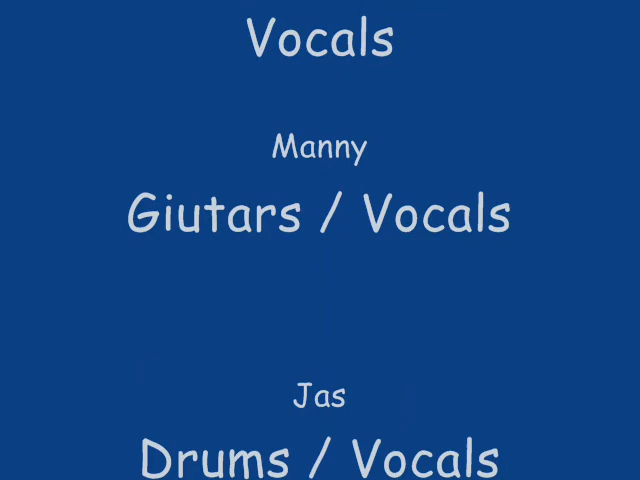 Vocals
Manny
Giutars / Vocals
Jas
Drums / Vocals